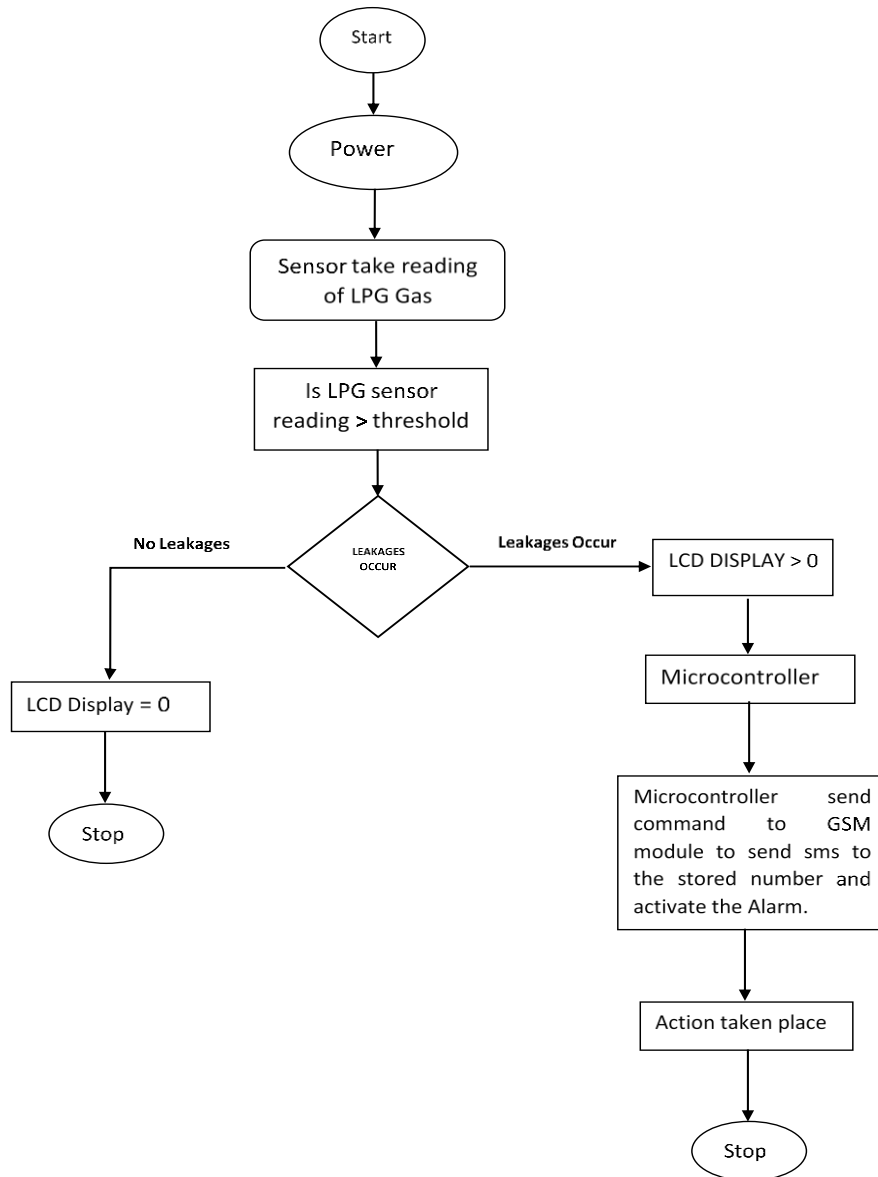 Start
Power
Sensor take reading
of LPG Gas
Is LPG sensor
reading > threshold
No Leakages
LEAKAGES
OCCUR
Leakages Occur
LCD DISPLAY > 0
Microcontroller
LCD Display = 0
Stop
Microcontroller send
command to GSM
module to send sms to
the stored number and
activate the Alarm.
Action taken place
Stop